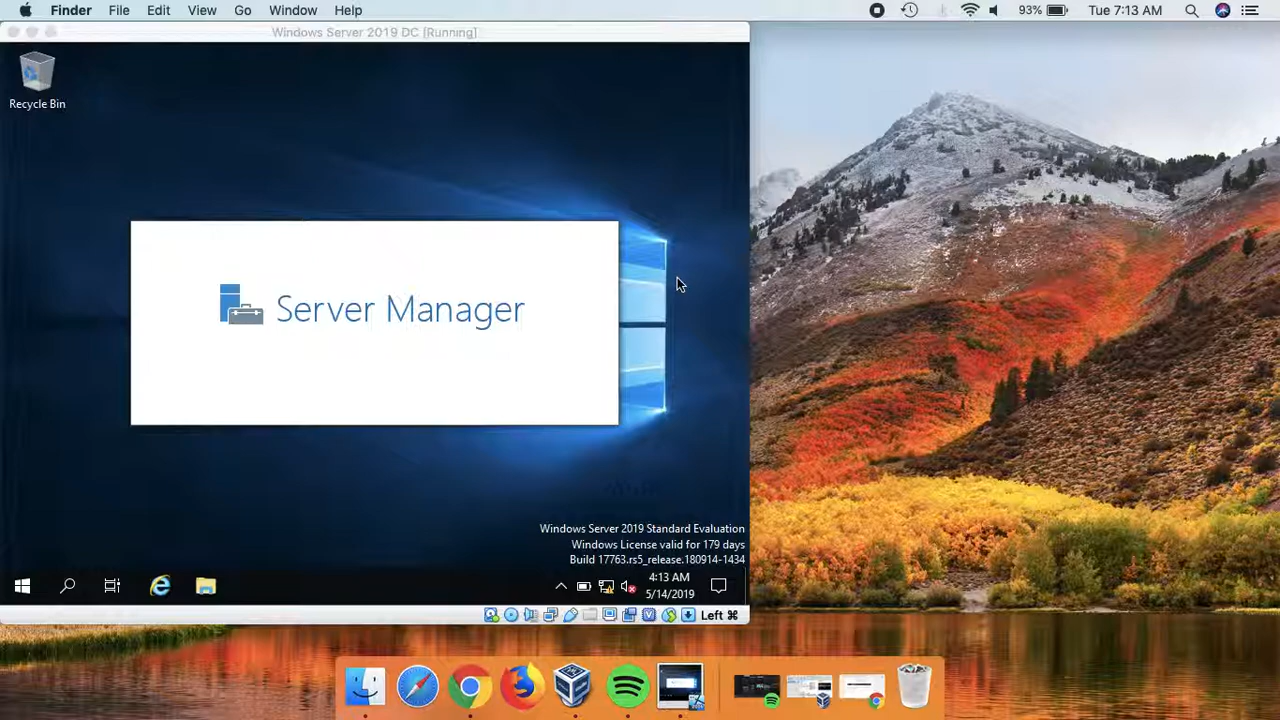 Finder File Edit View Go Window Help 93% Tue 7:13 AM
Windows Server 2019 DC [Running]
Recycle Bin
Server Manager
Windows Server 2019 Standard Evaluation
Windows License valid for 179 days
Build 17763.rs5_release.180914-1434
4:13 AM
5/14/2019
Left ⌘